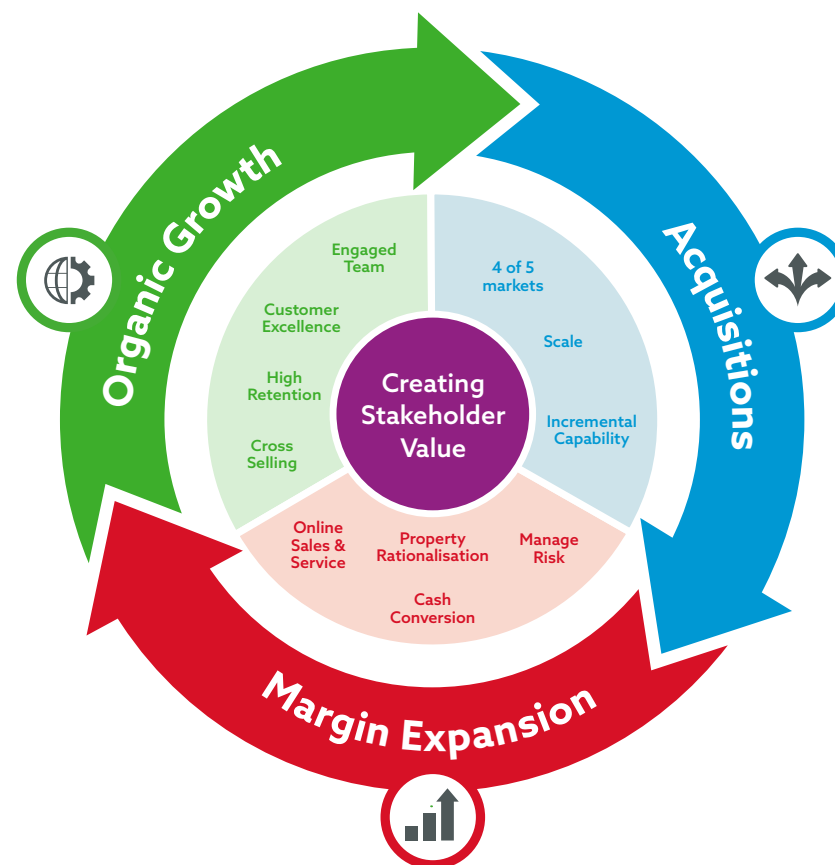 Organic Growth
Acquisitions
Margin Expansion
Engaged
Team
Customer
Excellence
High
Retention
Cross
Selling
4 of 5
markets
Scale
Incremental
Capability
Creating
Stakeholder
Value
Online
Sales &
Service
Property
Rationalisation
Manage
Risk
Cash
Conversion